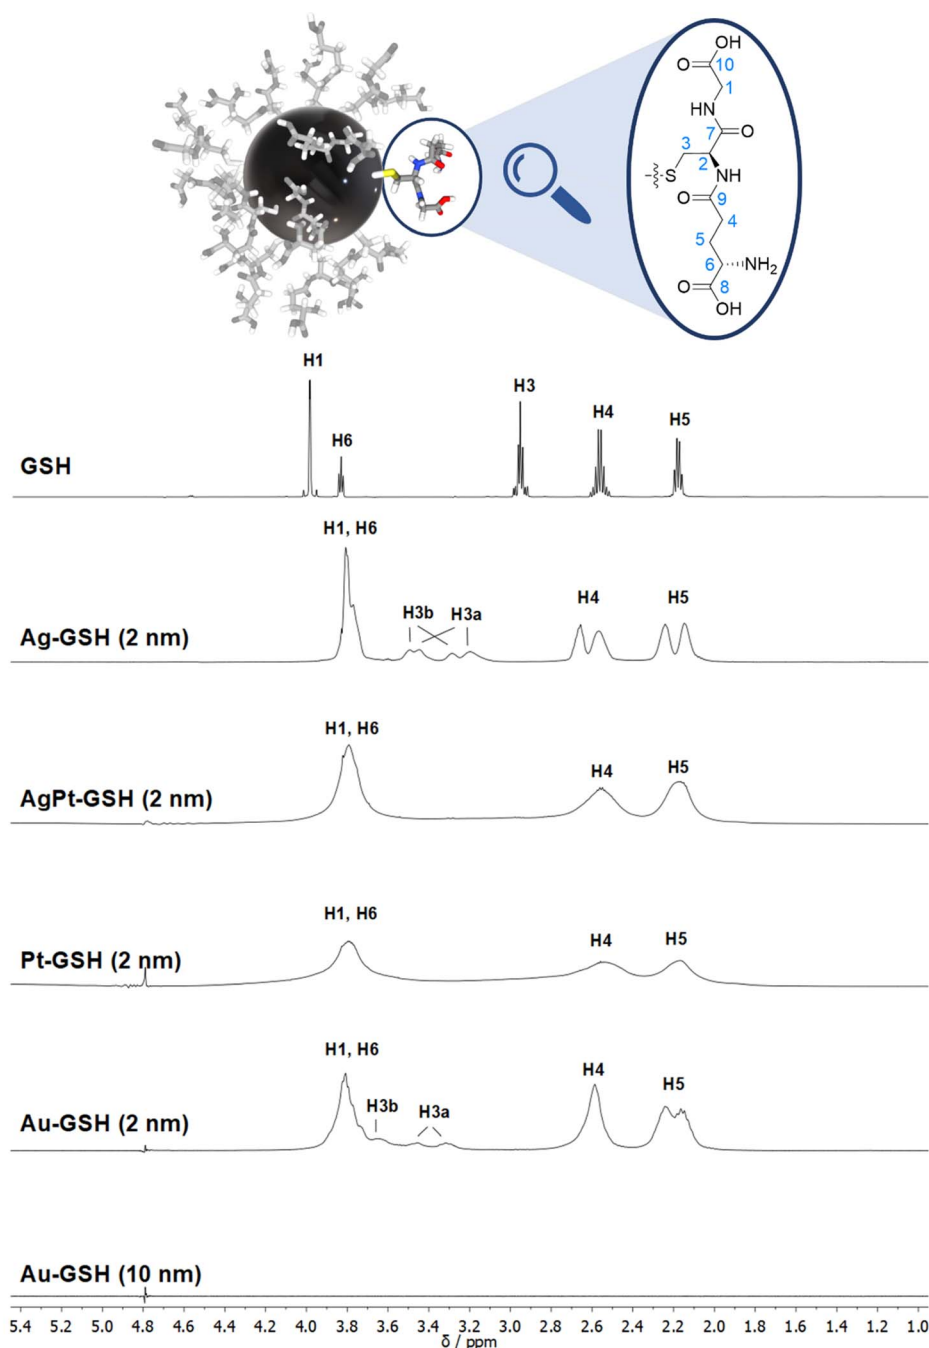 OH
O
10
1
HN
7
O
3
2
S
NH
9
O
4
5
6
NH2
O
8
OH
H1
H3
H4
H5
H6
GSH
H1, H6
H4
H5
H3b
H3a
Ag-GSH (2 nm)
H1, H6
H4
H5
AgPt-GSH (2 nm)
H1, H6
H4
H5
Pt-GSH (2 nm)
H1, H6
H4
H5
H3b
H3a
Au-GSH (2 nm)
Au-GSH (10 nm)
5.4 5.4 5.0 4.8 4.6 4.4 4.2 4.0 3.8 3.6 3.4 3.2 3.0 2.8 2.6 2.4 2.2 2.0 1.8 1.6 1.4 1.2 1.0
δ / ppm